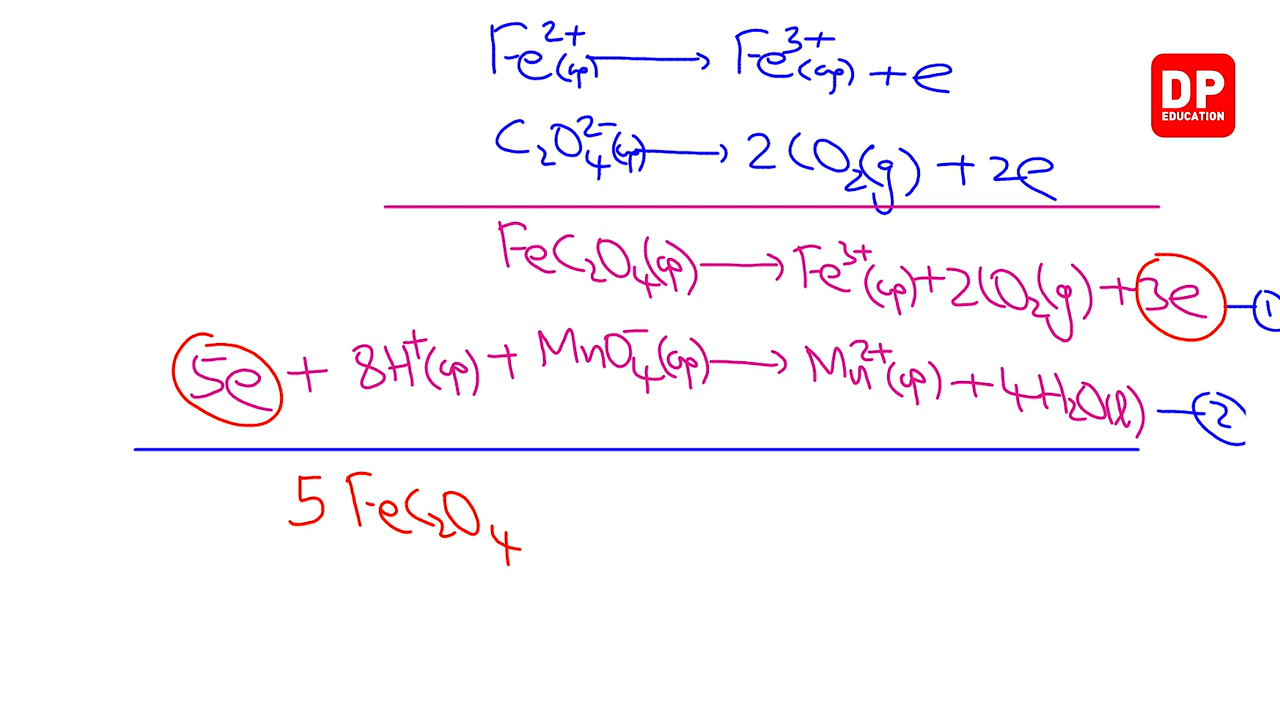 Fe²⁺(aq) ⟶ Fe³⁺(aq) + e
DP
EDUCATION
C₂O₄²⁻(aq) ⟶ 2CO₂(g) + 2e
FeC₂O₄(aq) ⟶ Fe³⁺(aq) + 2CO₂(g) + 3e —①
5e + 8H⁺(aq) + MnO₄⁻(aq) ⟶ Mn²⁺(aq) + 4H₂O(l) —②
5 FeC₂O₄